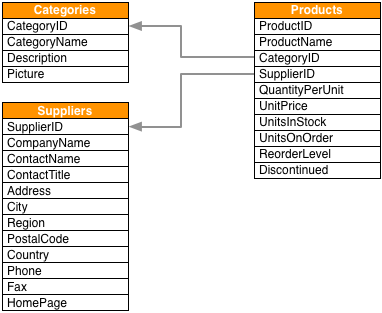 Categories
CategoryID
CategoryName
Description
Picture
Suppliers
SupplierID
CompanyName
ContactName
ContactTitle
Address
City
Region
PostalCode
Country
Phone
Fax
HomePage
Products
ProductID
ProductName
CategoryID
SupplierID
QuantityPerUnit
UnitPrice
UnitsInStock
UnitsOnOrder
ReorderLevel
Discontinued